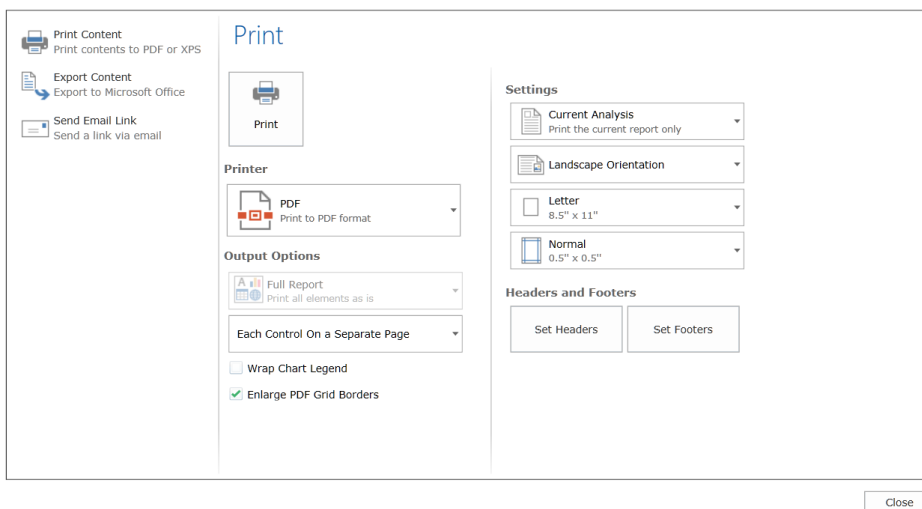 Print Content
Print contents to PDF or XPS
Export Content
Export to Microsoft Office
Send Email Link
Send a link via email
Print
Print
Printer
PDF
Print to PDF format
Output Options
A
Full Report
Print all elements as is
Each Control On a Separate Page
Wrap Chart Legend
Enlarge PDF Grid Borders
Settings
Current Analysis
Print the current report only
Landscape Orientation
Letter
8.5" x 11"
Normal
0.5" x 0.5"
Headers and Footers
Set Headers
Set Footers
Close